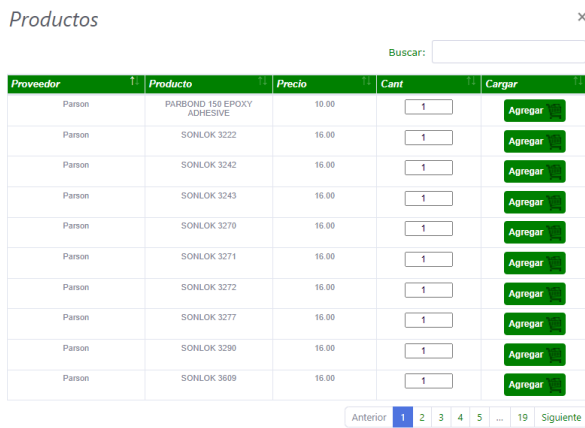 Productos ×
Buscar:
Proveedor Producto Precio Cant Cargar
Parson PARBOND 150 EPOXY ADHESIVE 10.00 1 Agregar
Parson SONLOK 3222 16.00 1 Agregar
Parson SONLOK 3242 16.00 1 Agregar
Parson SONLOK 3243 16.00 1 Agregar
Parson SONLOK 3270 16.00 1 Agregar
Parson SONLOK 3271 16.00 1 Agregar
Parson SONLOK 3272 16.00 1 Agregar
Parson SONLOK 3277 16.00 1 Agregar
Parson SONLOK 3290 16.00 1 Agregar
Parson SONLOK 3609 16.00 1 Agregar
Anterior 1 2 3 4 5 ... 19 Siguiente